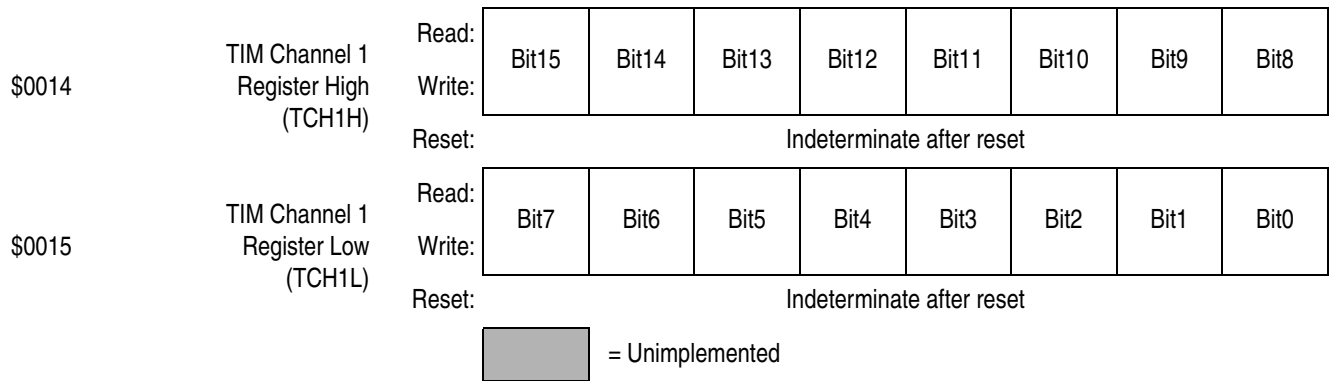 $0014
TIM Channel 1
Register High
(TCH1H)
Read:
Write:
Bit15 Bit14 Bit13 Bit12 Bit11 Bit10 Bit9 Bit8
Reset: Indeterminate after reset
$0015
TIM Channel 1
Register Low
(TCH1L)
Read:
Write:
Bit7 Bit6 Bit5 Bit4 Bit3 Bit2 Bit1 Bit0
Reset: Indeterminate after reset
= Unimplemented